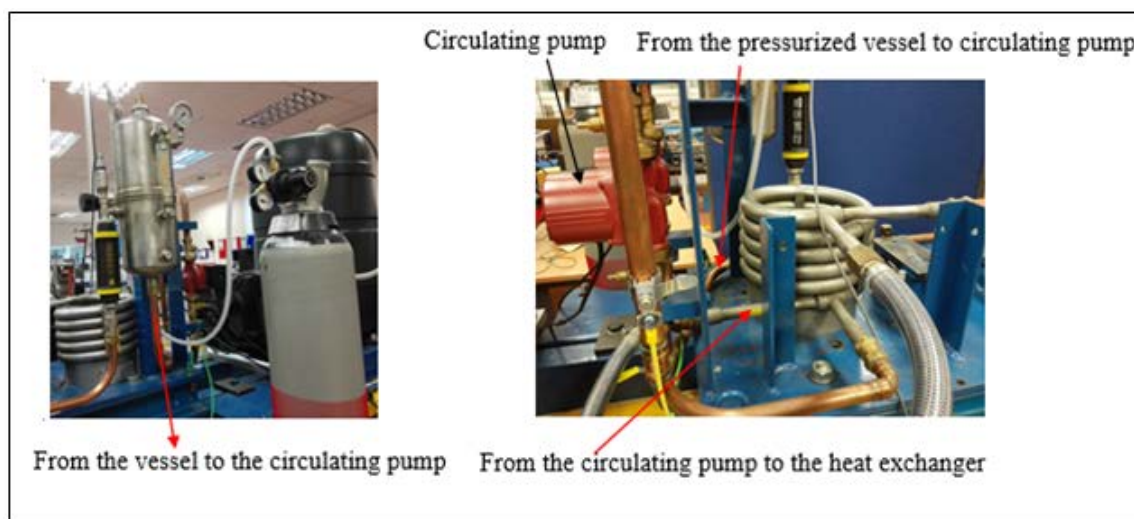 Circulating pump
From the pressurized vessel to circulating pump
From the vessel to the circulating pump
From the circulating pump to the heat exchanger